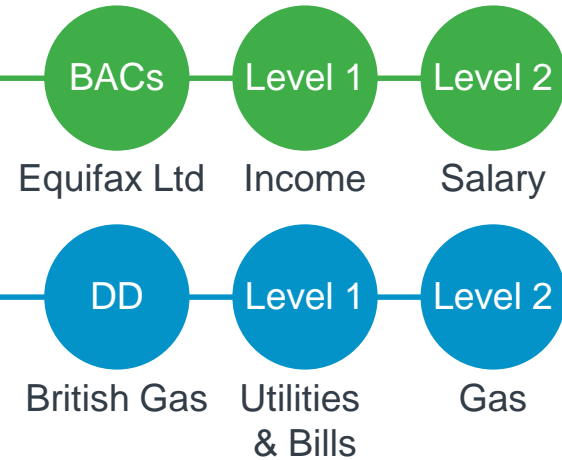 BACs Level 1 Level 2
Equifax Ltd Income Salary
DD Level 1 Level 2
British Gas Utilities Gas
& Bills